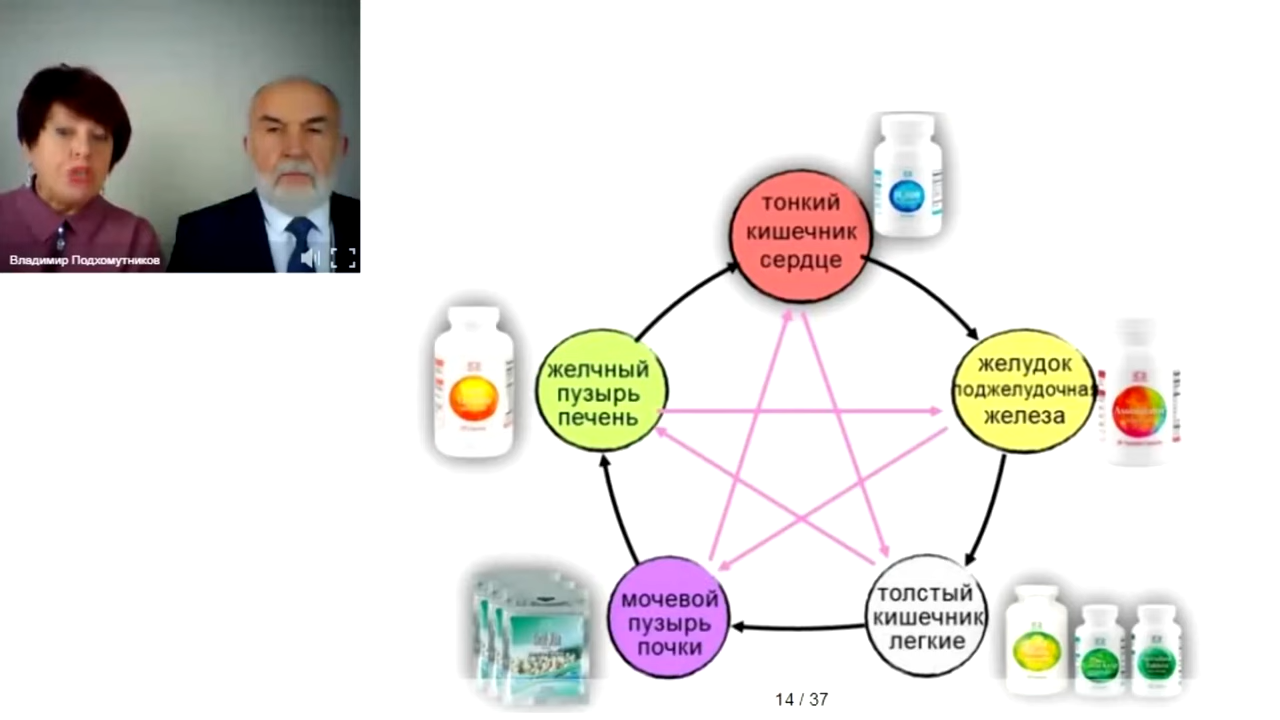 Владимир Подхомутников
тонкий
кишечник
сердце
желчный
пузырь
печень
желудок
поджелудочная
железа
Assimilator
мочевой
пузырь
почки
толстый
кишечник
легкие
14 / 37